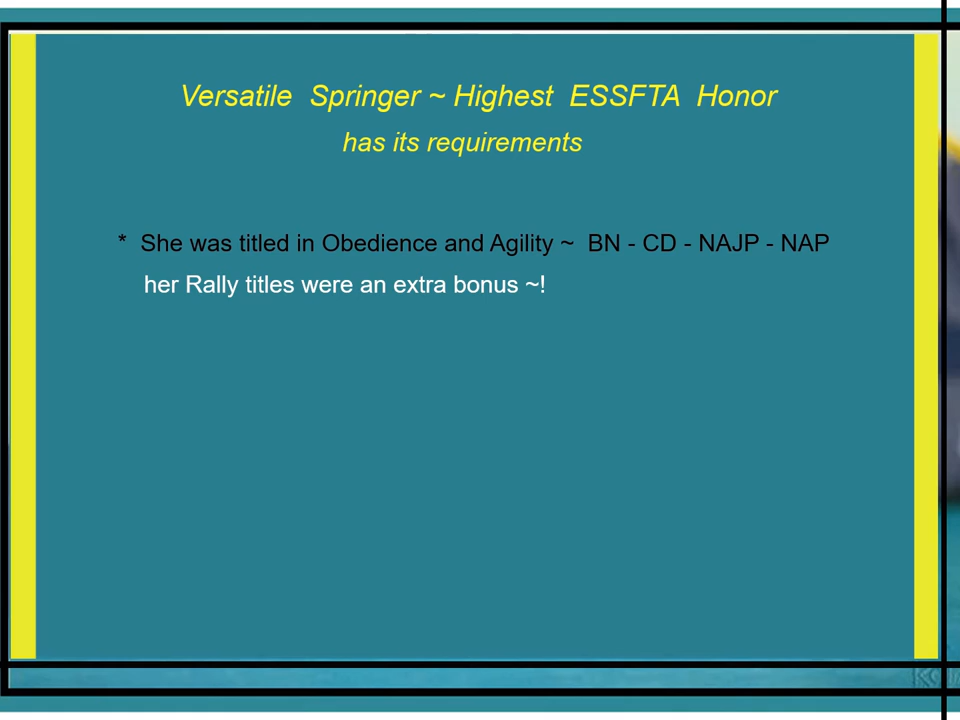 Versatile Springer ~ Highest ESSFTA Honor
has its requirements
* She was titled in Obedience and Agility ~ BN - CD - NAJP - NAP
her Rally titles were an extra bonus ~!